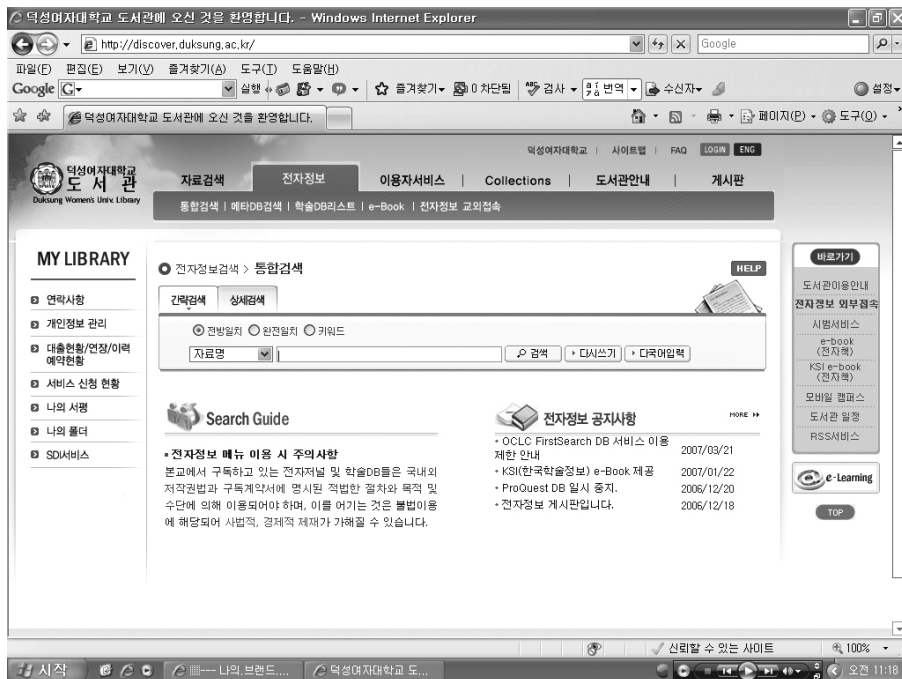 덕성여자대학교 도서관에 오신 것을 환영합니다. - Windows Internet Explorer
http://discover.duksung.ac.kr/
Google
파일(F) 편집(E) 보기(V) 즐겨찾기(A) 도구(T) 도움말(H)
Google G 실행 즐겨찾기 0 차단됨 검사 번역 수신자 설정
덕성여자대학교 도서관에 오신 것을 환영합니다. 페이지(P) 도구(O)
덕성여자대학교 | 사이트맵 | FAQ LOGIN ENG
덕성여자대학교
도서관
Duksung Women's Univ. Library
자료검색 전자정보 이용자서비스 | Collections | 도서관안내 | 게시판
통합검색 | 메타DB검색 | 학술DB리스트 | e-Book | 전자정보 교외접속
MY LIBRARY
연락사항
개인정보 관리
대출현황/연장/이력
예약현황
서비스 신청 현황
나의 서평
나의 폴더
SDI서비스
전자정보검색 > 통합검색
HELP
간략검색 상세검색
전방일치 완전일치 키워드
자료명 검색 다시쓰기 다국어입력
Search Guide
전자정보 메뉴 이용 시 주의사항
본교에서 구독하고 있는 전자저널 및 학술DB들은 국내외
저작권법과 구독계약서에 명시된 적법한 절차와 목적 및
수단에 의해 이용되어야 하며, 이를 어기는 것은 불법이용
에 해당되어 사법적, 경제적 제재가 가해질 수 있습니다.
전자정보 공지사항 MORE
OCLC FirstSearch DB 서비스 이용
제한 안내 2007/03/21
KSI(한국학술정보) e-Book 제공 2007/01/22
ProQuest DB 일시 중지. 2006/12/20
전자정보 게시판입니다. 2006/12/18
바로가기
도서관이용안내
전자정보 외부접속
시범서비스
e-book
(전자책)
KSI e-book
(전자책)
모바일 캠퍼스
도서관 일정
RSS서비스
e-Learning
TOP
신뢰할 수 있는 사이트 100%
시작 나의,브랜드,... 덕성여자대학교 도... 오전 11:18